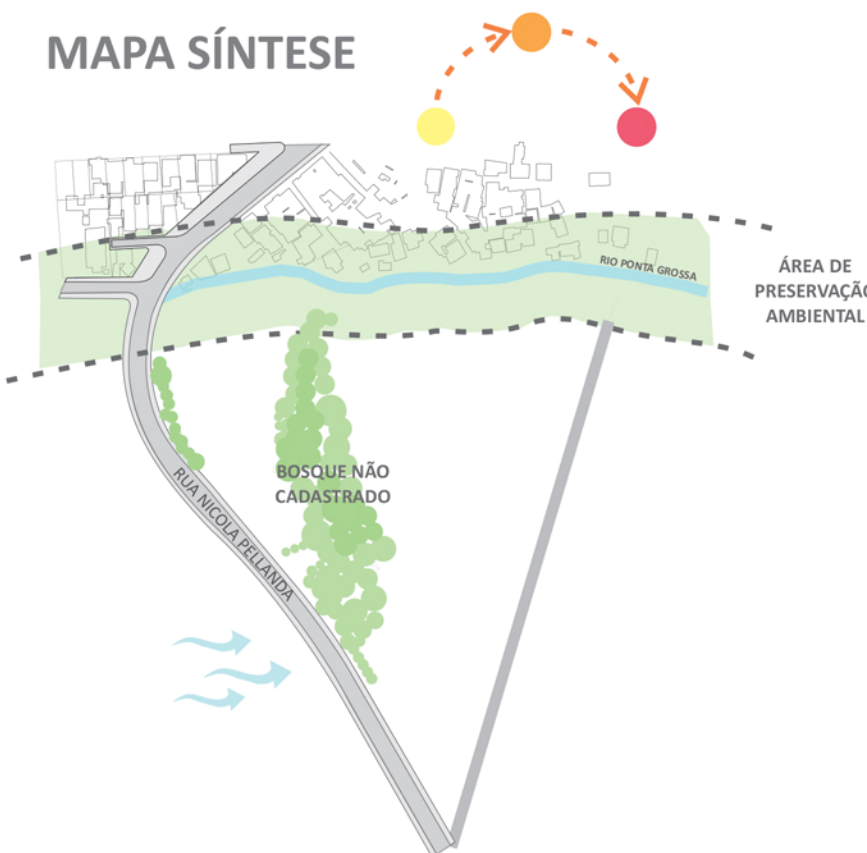 MAPA SÍNTESE
RIO PONTA GROSSA
ÁREA DE
PRESERVAÇÃO
AMBIENTAL
BOSQUE NÃO
CADASTRADO
RUA NICOLA PELLANDA